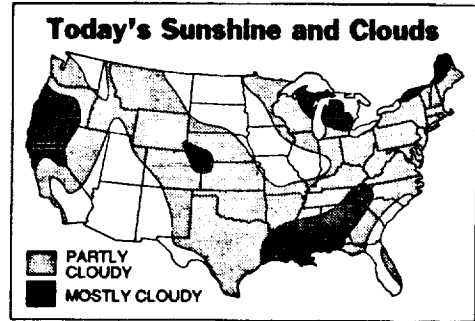 Today's Sunshine and Clouds
PARTLY
CLOUDY
MOSTLY CLOUDY